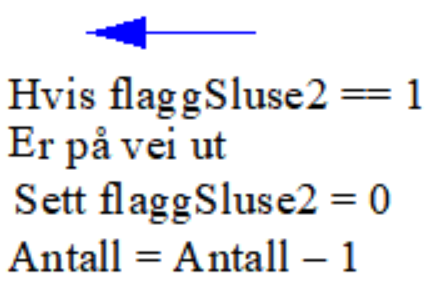 Hvis flaggSluse2 == 1
Er på vei ut
Sett flaggSluse2 = 0
Antall = Antall – 1